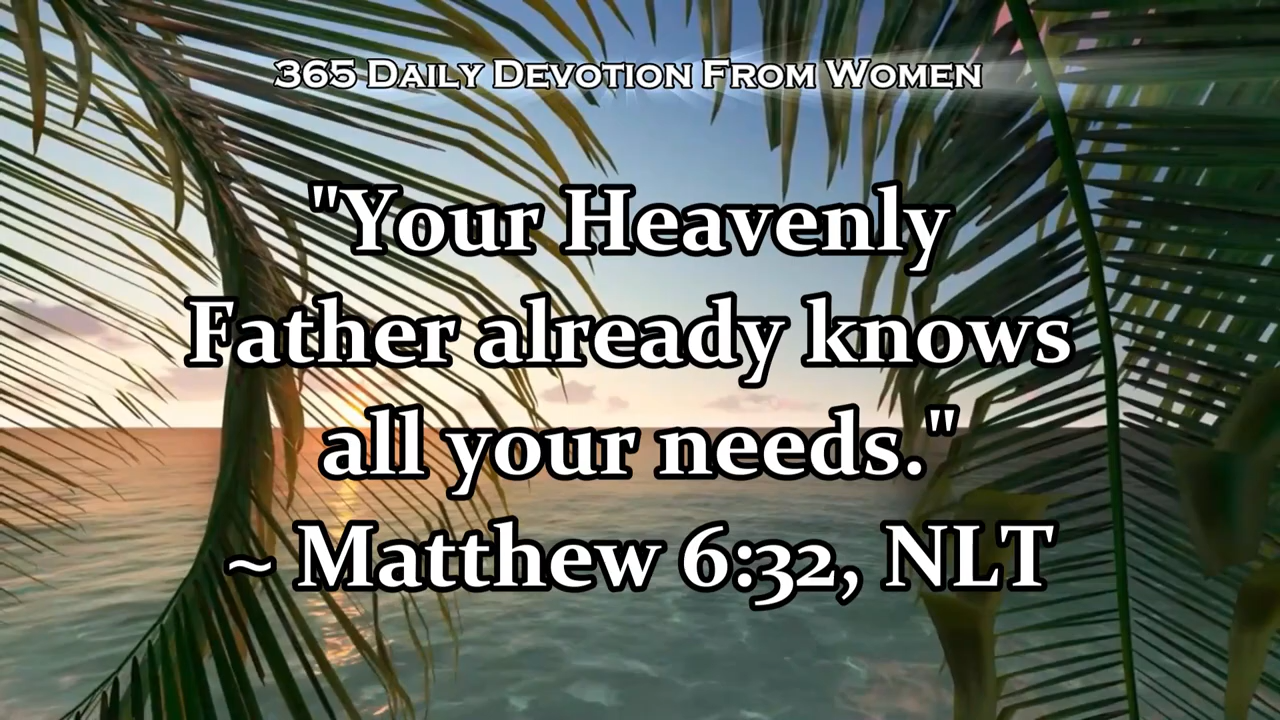 365 Daily Devotion From Women
"Your Heavenly
Father already knows
all your needs."
~ Matthew 6:32, NLT